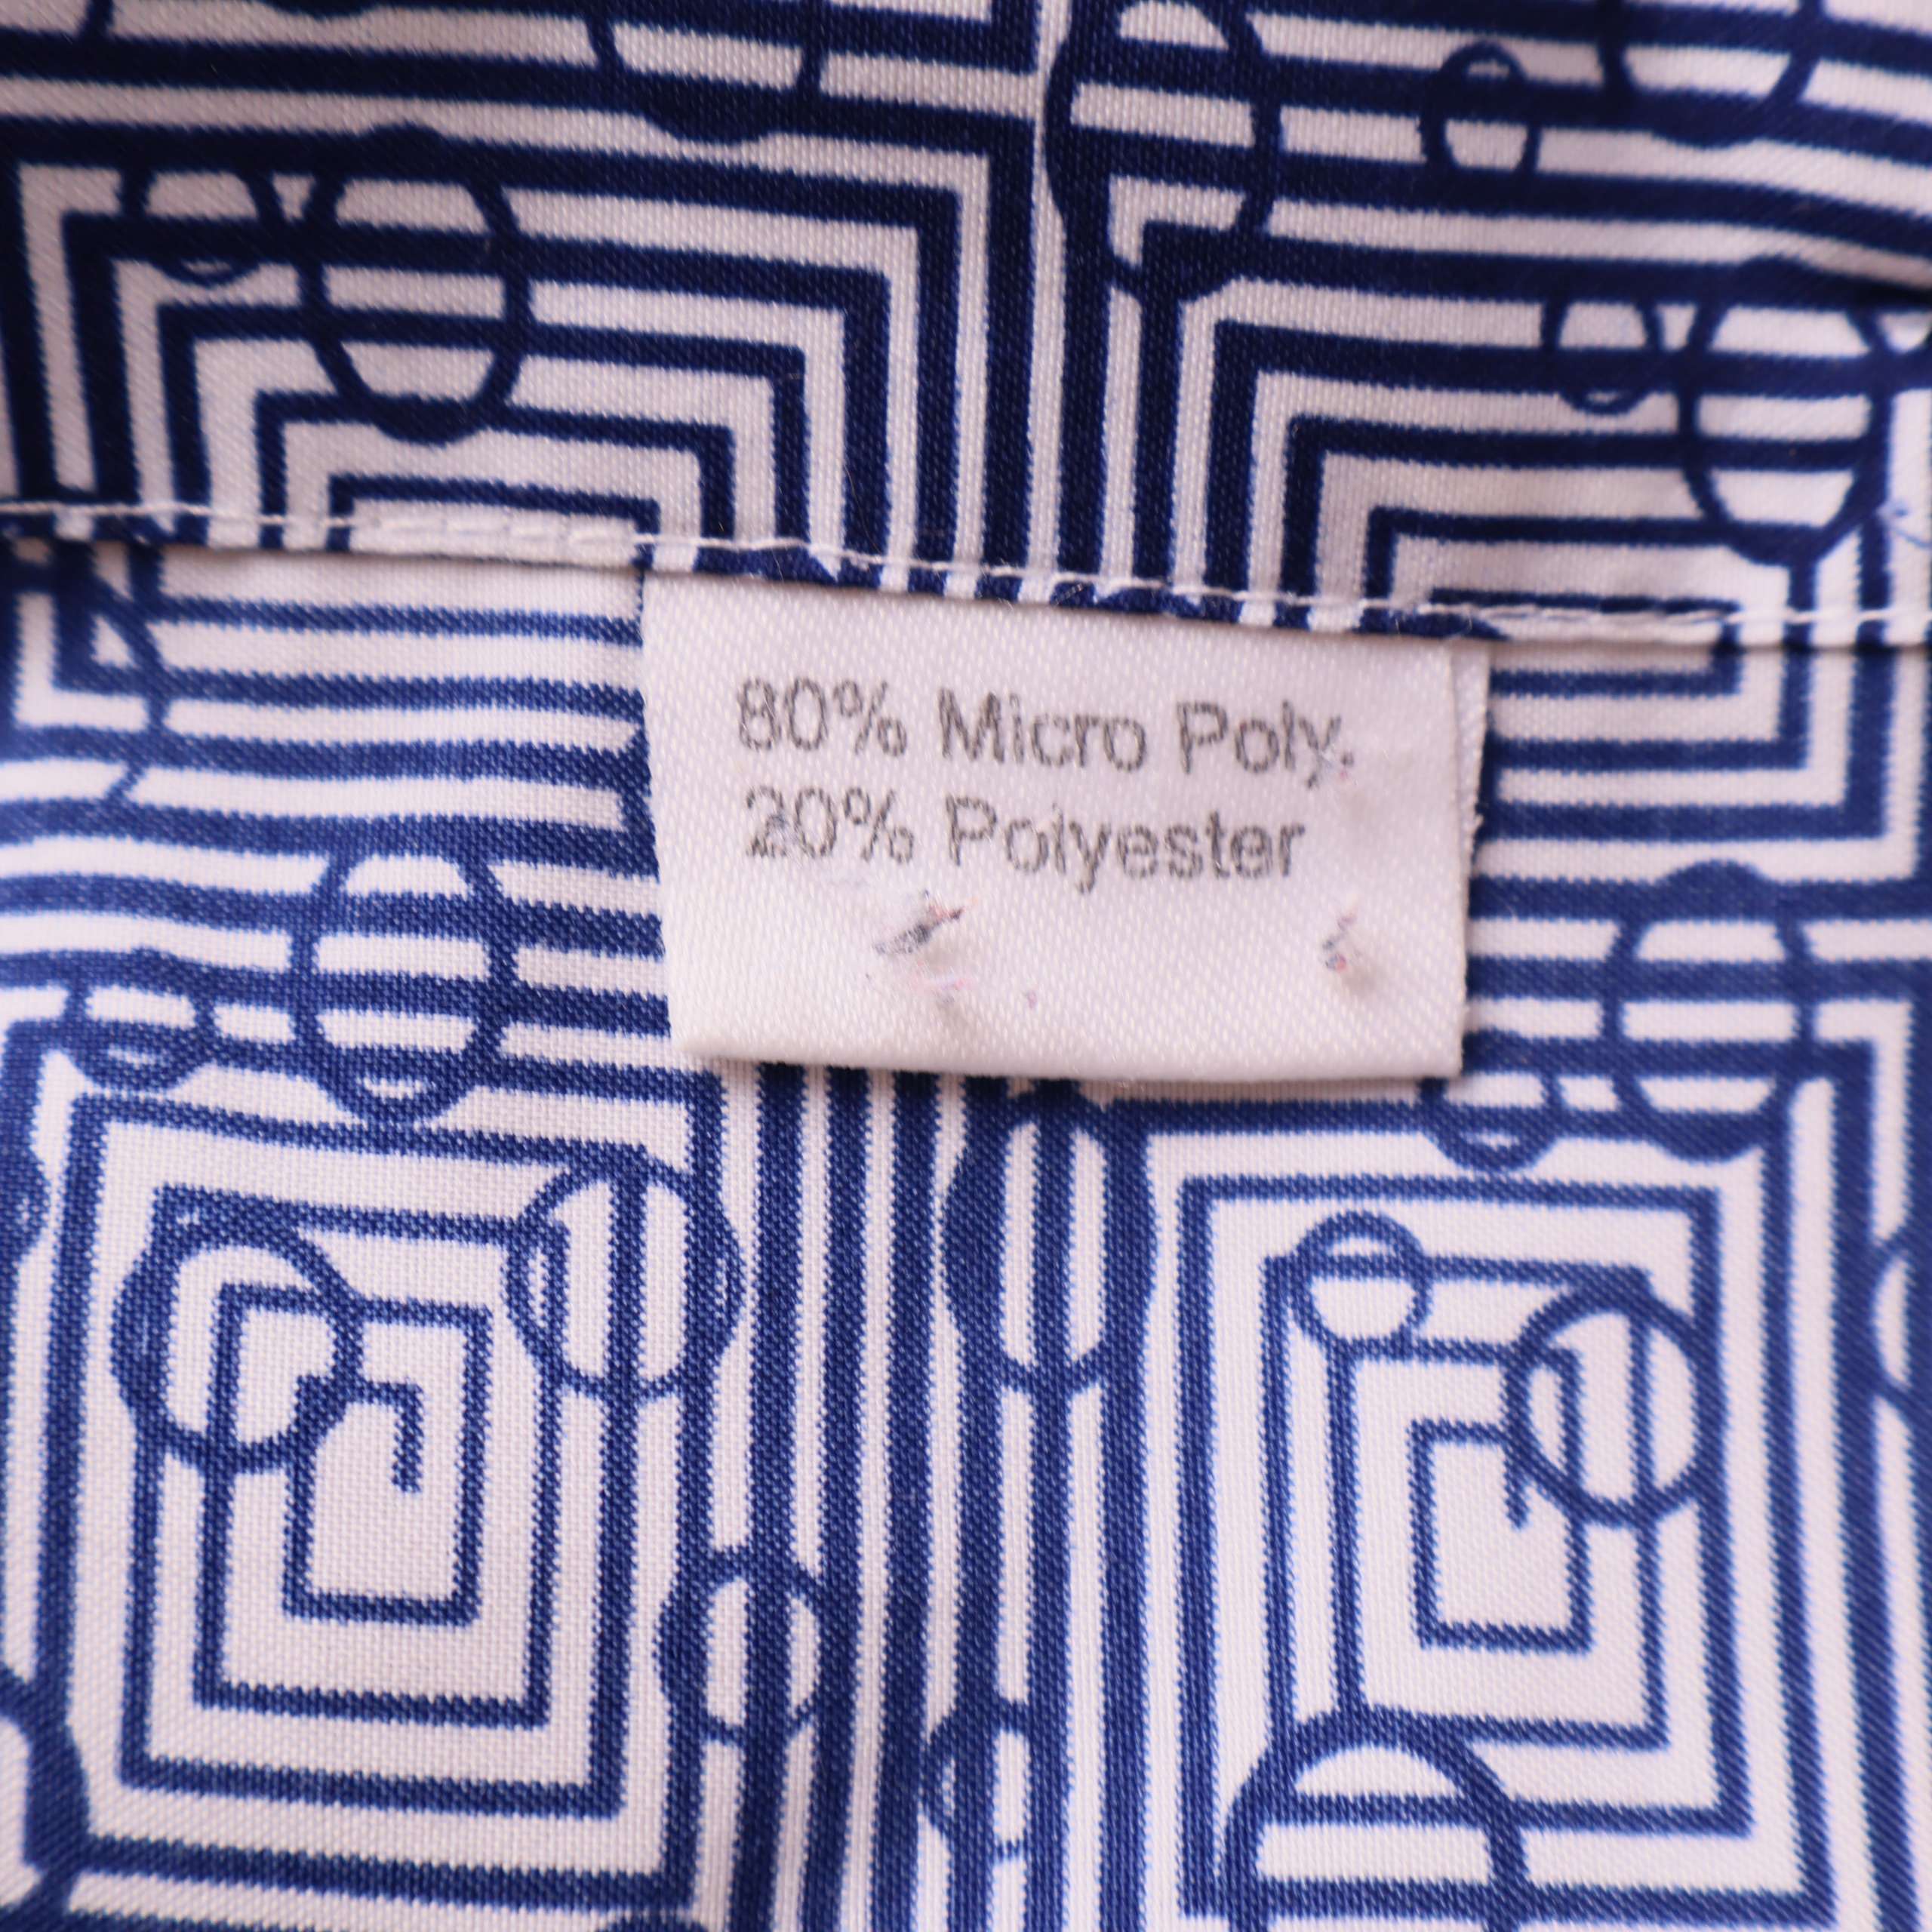 80% Micro Poly.
20% Polyester